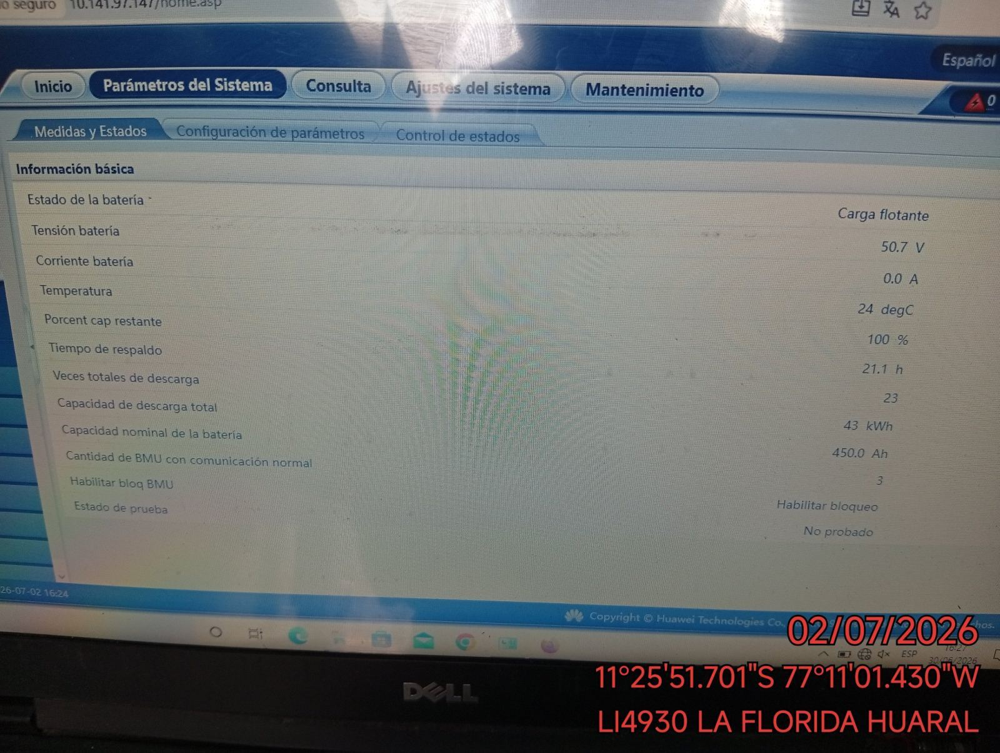 o seguro 10.141.97.147/home.asp
Español
Inicio Parámetros del Sistema Consulta Ajustes del sistema Mantenimiento
0
Medidas y Estados Configuración de parámetros Control de estados
Información básica
Estado de la batería Carga flotante
Tensión batería 50.7 V
Corriente batería 0.0 A
Temperatura 24 degC
Porcent cap restante 100 %
Tiempo de respaldo 21.1 h
Veces totales de descarga 23
Capacidad de descarga total 43 kWh
Capacidad nominal de la batería 450.0 Ah
Cantidad de BMU con comunicación normal 3
Habilitar bloq BMU Habilitar bloqueo
Estado de prueba No probado
26-07-02 16:24
Copyright © Huawei Technologies Co.,
02/07/2026
ESP 16:27
30/06/2026
11°25'51.701"S 77°11'01.430"W
DELL
LI4930 LA FLORIDA HUARAL